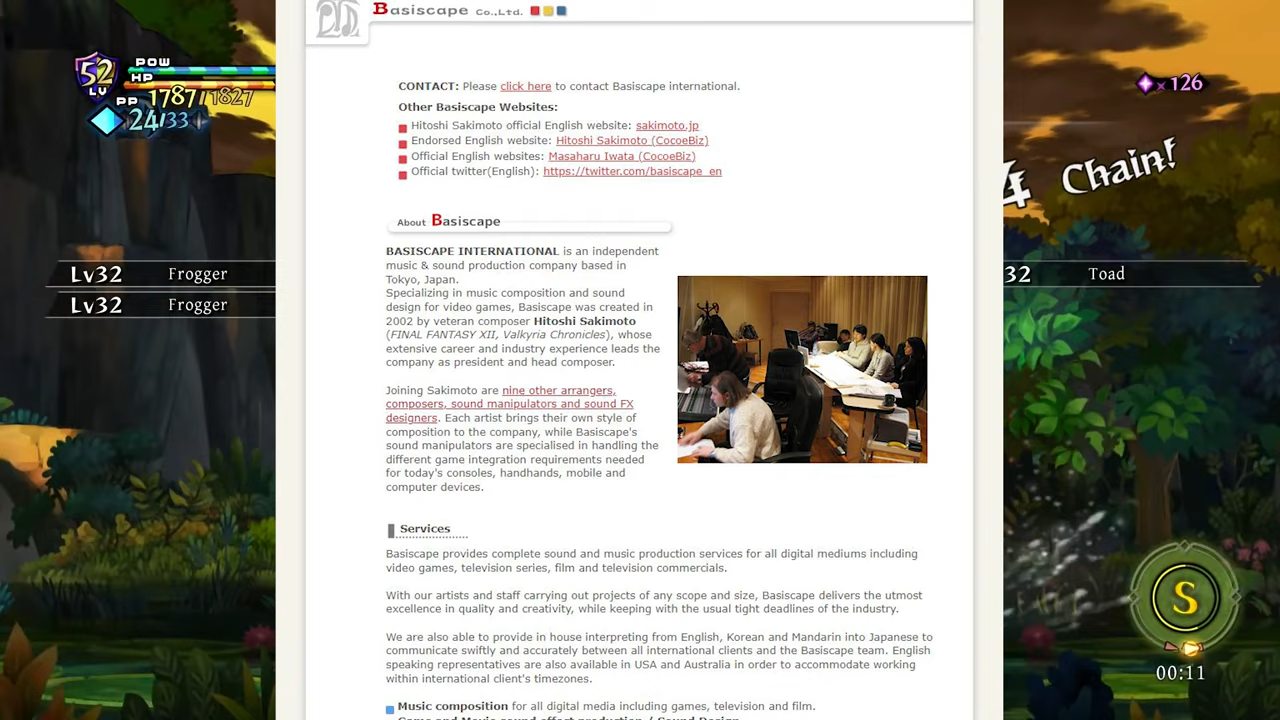 Basiscape Co.,Ltd.
52
LV
POW
HP
1787/1827
PP
24/33
× 126
4 Chain!
CONTACT: Please click here to contact Basiscape international.
Other Basiscape Websites:
Hitoshi Sakimoto official English website: sakimoto.jp
Endorsed English website: Hitoshi Sakimoto (CocoeBiz)
Official English websites: Masaharu Iwata (CocoeBiz)
Official twitter(English): https://twitter.com/basiscape_en
About Basiscape
Lv32 Frogger
Lv32 Frogger
32 Toad
BASISCAPE INTERNATIONAL is an independent
music & sound production company based in
Tokyo, Japan.
Specializing in music composition and sound
design for video games, Basiscape was created in
2002 by veteran composer Hitoshi Sakimoto
(FINAL FANTASY XII, Valkyria Chronicles), whose
extensive career and industry experience leads the
company as president and head composer.
Joining Sakimoto are nine other arrangers,
composers, sound manipulators and sound FX
designers. Each artist brings their own style of
composition to the company, while Basiscape's
sound manipulators are specialised in handling the
different game integration requirements needed
for today's consoles, handhands, mobile and
computer devices.
Services
Basiscape provides complete sound and music production services for all digital mediums including
video games, television series, film and television commercials.
With our artists and staff carrying out projects of any scope and size, Basiscape delivers the utmost
excellence in quality and creativity, while keeping with the usual tight deadlines of the industry.
We are also able to provide in house interpreting from English, Korean and Mandarin into Japanese to
communicate swiftly and accurately between all international clients and the Basiscape team. English
speaking representatives are also available in USA and Australia in order to accommodate working
within international client's timezones.
Music composition for all digital media including games, television and film.
Game and Movie sound effect production / Sound Design
S
00:11